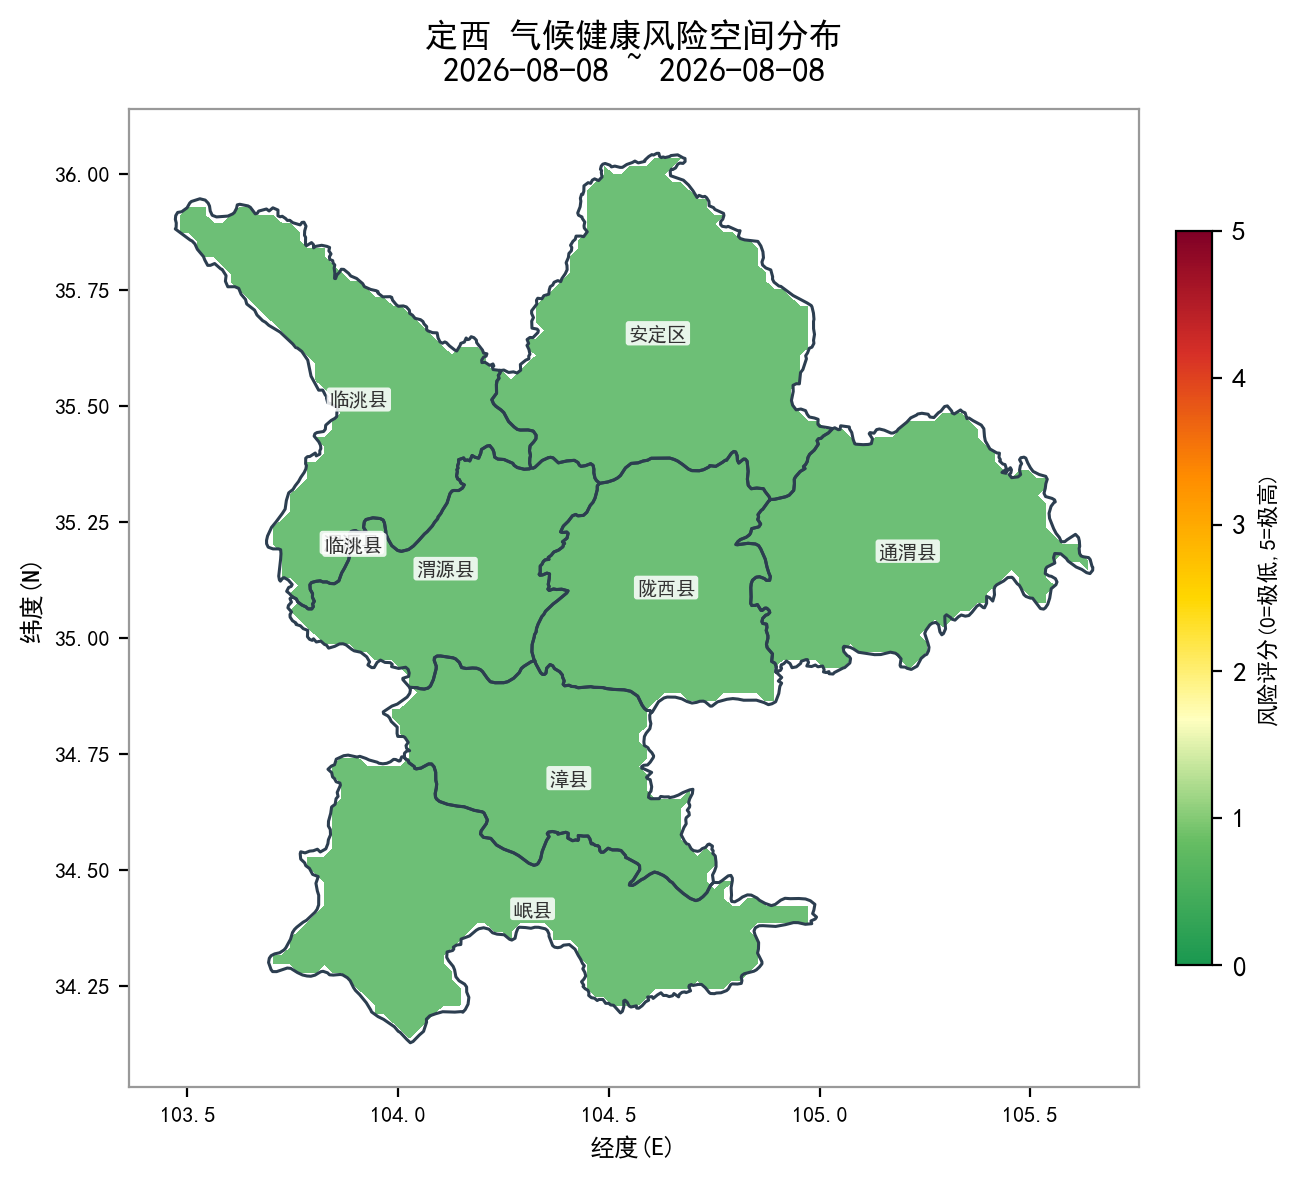 定西 气候健康风险空间分布
2026-08-08 ~ 2026-08-08
36.00
35.75
35.50
35.25
35.00
34.75
34.50
34.25
纬度(N)
安定区
临洮县
临洮县
渭源县
陇西县
通渭县
漳县
岷县
103.5
104.0
104.5
105.0
105.5
经度(E)
5
4
3
2
1
0
风险评分(0=极低,5=极高)